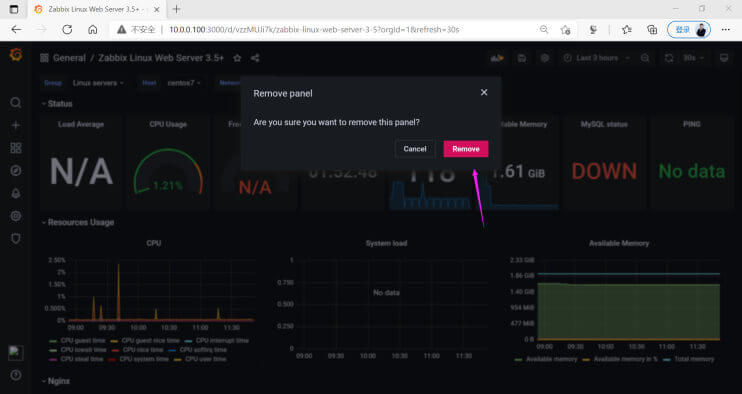 Zabbix Linux Web Server 3.5+ -
不安全
10.0.0.100:3000/d/vzzMUJi7k/zabbix-linux-web-server-3-5?orgId=1&refresh=30s
登录
General / Zabbix Linux Web Server 3.5+
Last 3 hours
30s
Group
Linux servers
Host
centos7
Status
Remove panel
Are you sure you want to remove this panel?
Cancel
Remove
Load Average
CPU Usage
Memory
MySQL status
PING
N/A
1.21%
N/A
01:52:48
118
1.61 GiB
DOWN
No data
Resources Usage
CPU
2.50%
2%
1.50%
1%
0.500%
0%
09:00 09:30 10:00 10:30 11:00 11:30
CPU guest time CPU guest nice time CPU interrupt time
CPU iowait time CPU nice time CPU softirq time
CPU steal time CPU system time CPU user time
System load
1
0.750
0.500
0.250
0
No data
09:00 09:30 10:00 10:30 11:00 11:30
Available Memory
2.33 GiB
1.86 GiB
1.40 GiB
954 MiB
477 MiB
0 B
09:00 09:30 10:00 10:30 11:00 11:30
Available memory Available memory in % Total memory
Nginx